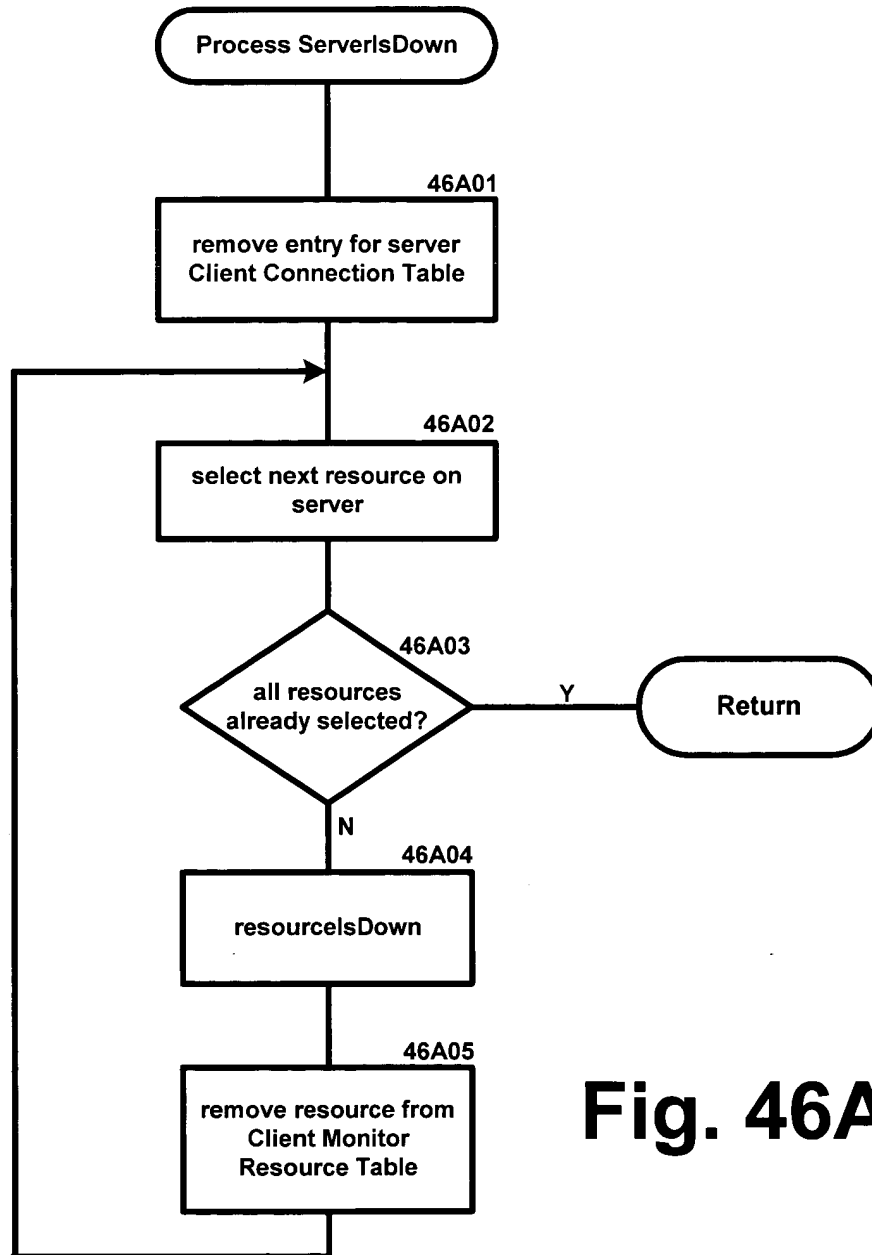 Process ServerIsDown
46A01
remove entry for server
Client Connection Table
46A02
select next resource on
server
46A03
all resources
already selected?
Y
Return
N
46A04
resourceIsDown
46A05
remove resource from
Client Monitor
Resource Table
Fig. 46A